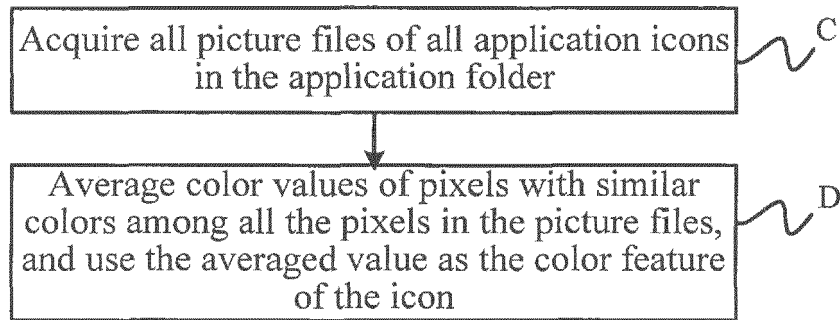 Acquire all picture files of all application icons
in the application folder
C
Average color values of pixels with similar
colors among all the pixels in the picture files,
and use the averaged value as the color feature
of the icon
D